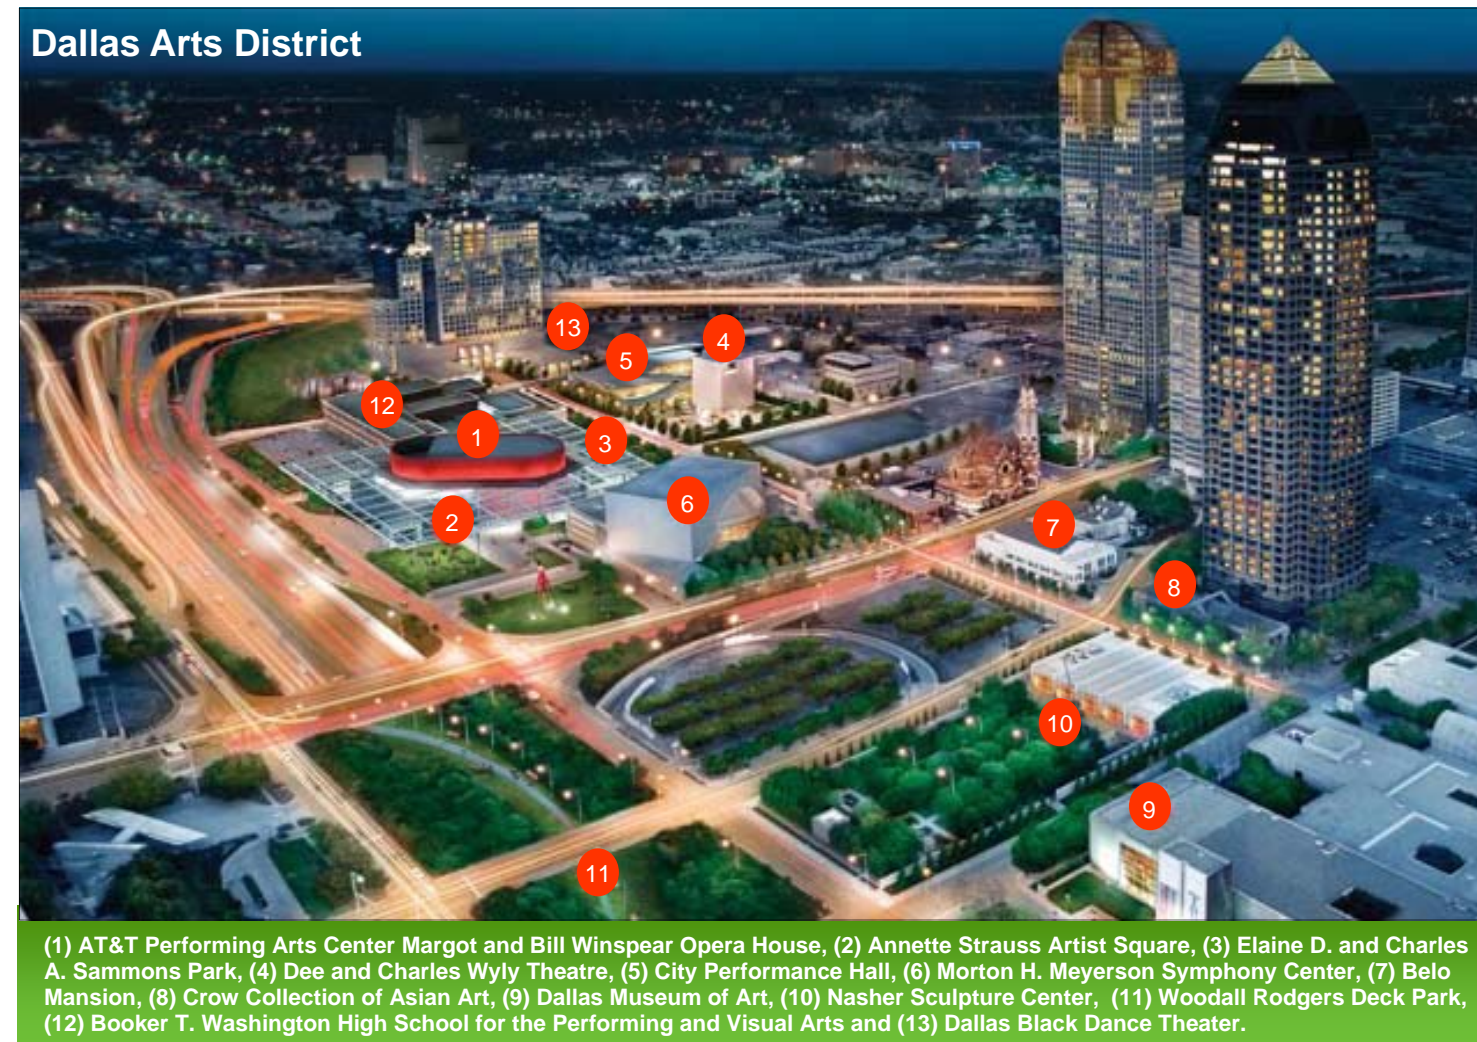 Dallas Arts District
13
4
5
12
1
3
6
2
7
8
10
9
11
(1) AT&T Performing Arts Center Margot and Bill Winspear Opera House, (2) Annette Strauss Artist Square, (3) Elaine D. and Charles
A. Sammons Park, (4) Dee and Charles Wyly Theatre, (5) City Performance Hall, (6) Morton H. Meyerson Symphony Center, (7) Belo
Mansion, (8) Crow Collection of Asian Art, (9) Dallas Museum of Art, (10) Nasher Sculpture Center, (11) Woodall Rodgers Deck Park,
(12) Booker T. Washington High School for the Performing and Visual Arts and (13) Dallas Black Dance Theater.